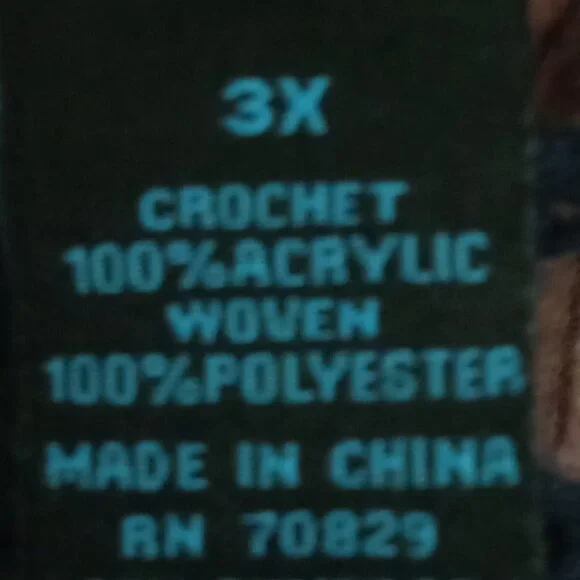 3X
CROCHET
100%ACRYLIC
WOVEN
100%POLYESTER
MADE IN CHINA
RN 70829